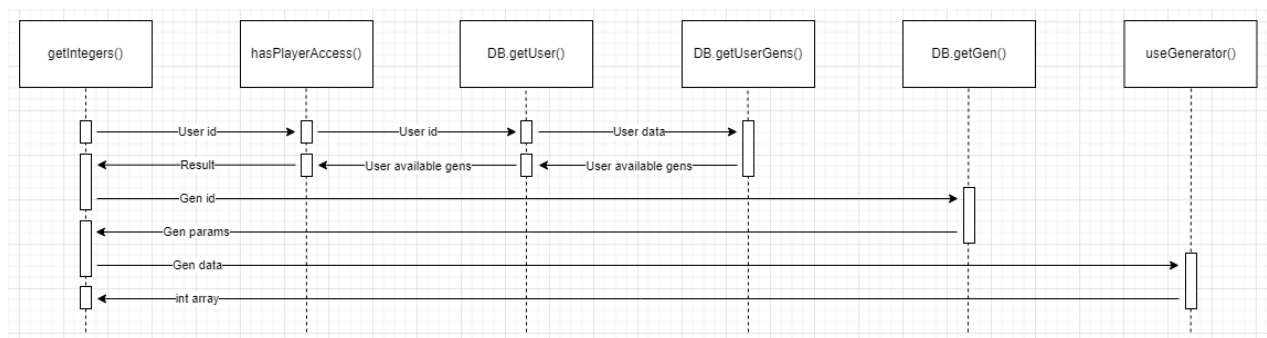 getIntegers()
hasPlayerAccess()
DB.getUser()
DB.getUserGens()
DB.getGen()
useGenerator()
User id
User id
User data
Result
User available gens
User available gens
Gen id
Gen params
Gen data
int array